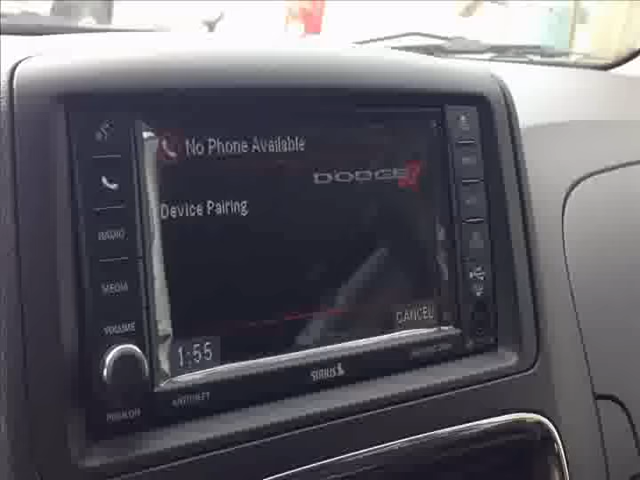 No Phone Available
DODGE
Device Pairing
RADIO
MEDIA
VOLUME
CANCEL
1:55
SIRIUS